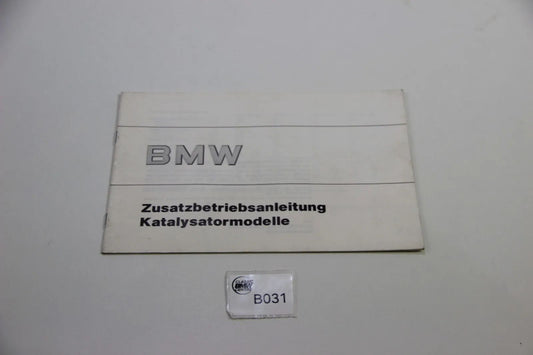 BMW
Zusatzbetriebsanleitung
Katalysatormodelle
B031